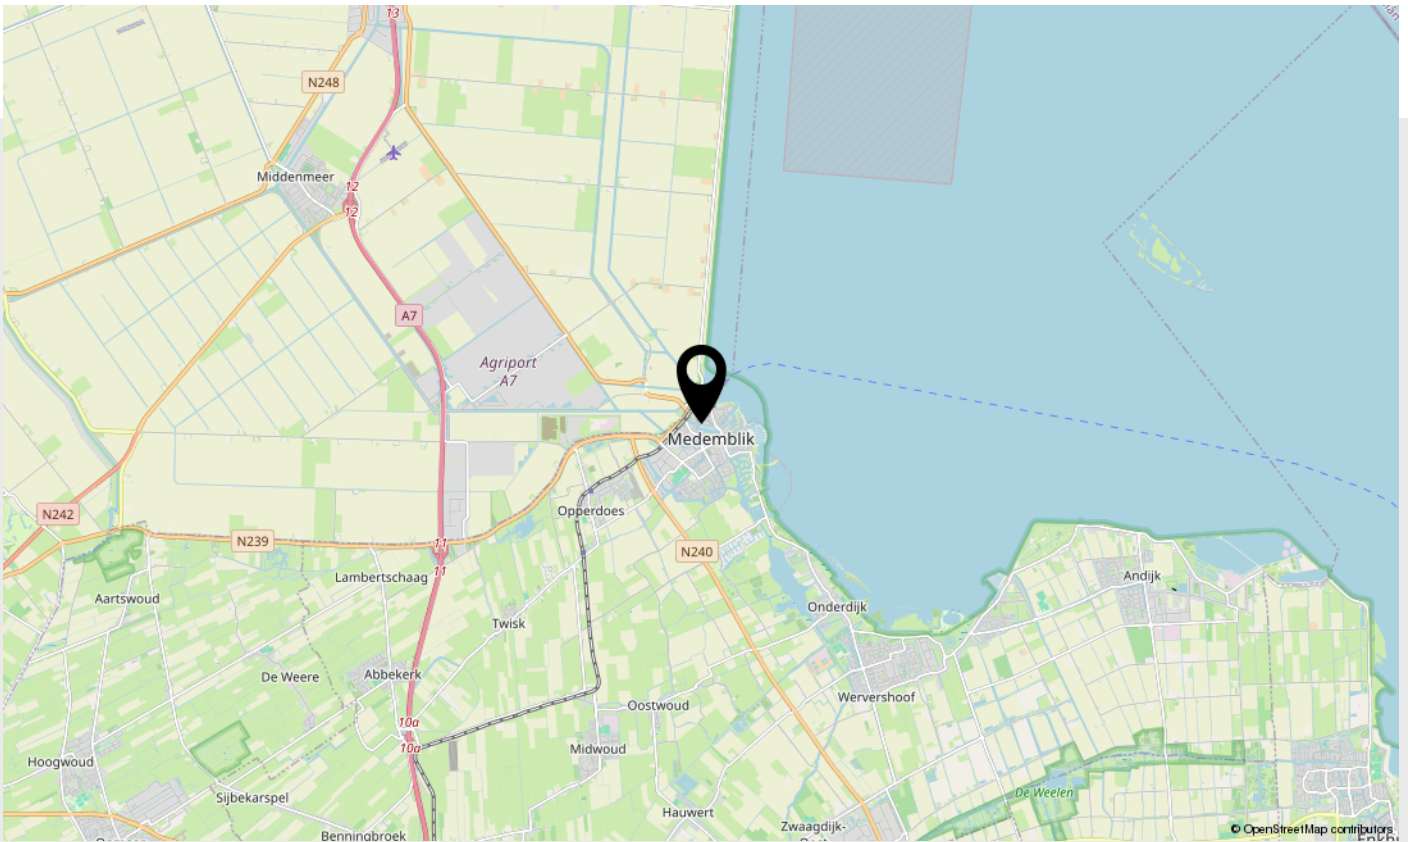 13
N248
Middenmeer
12
12
A7
Agriport
A7
Medemblik
Opperdoes
N242
N239
11
11
N240
Lambertschaag
Andijk
Aartswoud
Onderdijk
Twisk
De Weere
Abbekerk
Wervershoof
Oostwoud
10a
10a
Midwoud
Hoogwoud
De Weelen
Sijbekarspel
Hauwert
Zwaagdijk-
Benningbroek
© OpenStreetMap contributors